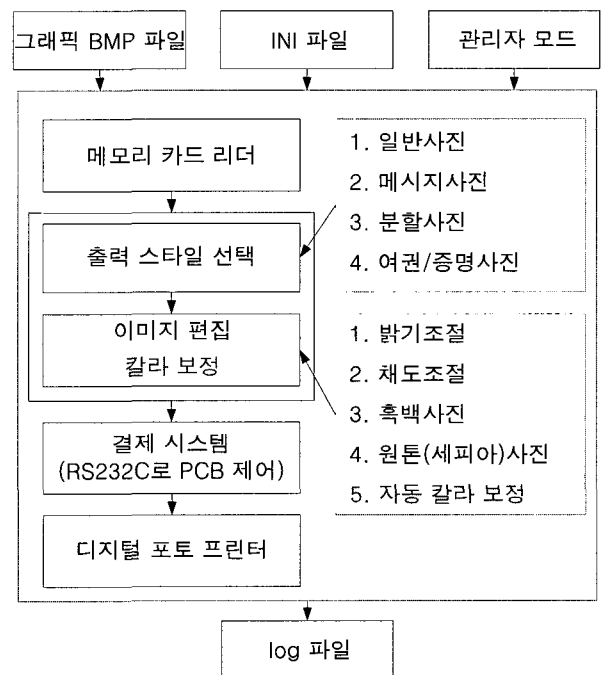 그래픽 BMP 파일
INI 파일
관리자 모드
메모리 카드 리더
출력 스타일 선택
이미지 편집
칼라 보정
결제 시스템
(RS232C로 PCB 제어)
디지털 포토 프린터
1. 일반사진
2. 메시지사진
3. 분할사진
4. 여권/증명사진
1. 밝기조절
2. 채도조절
3. 흑백사진
4. 원톤(세피아)사진
5. 자동 칼라 보정
log 파일